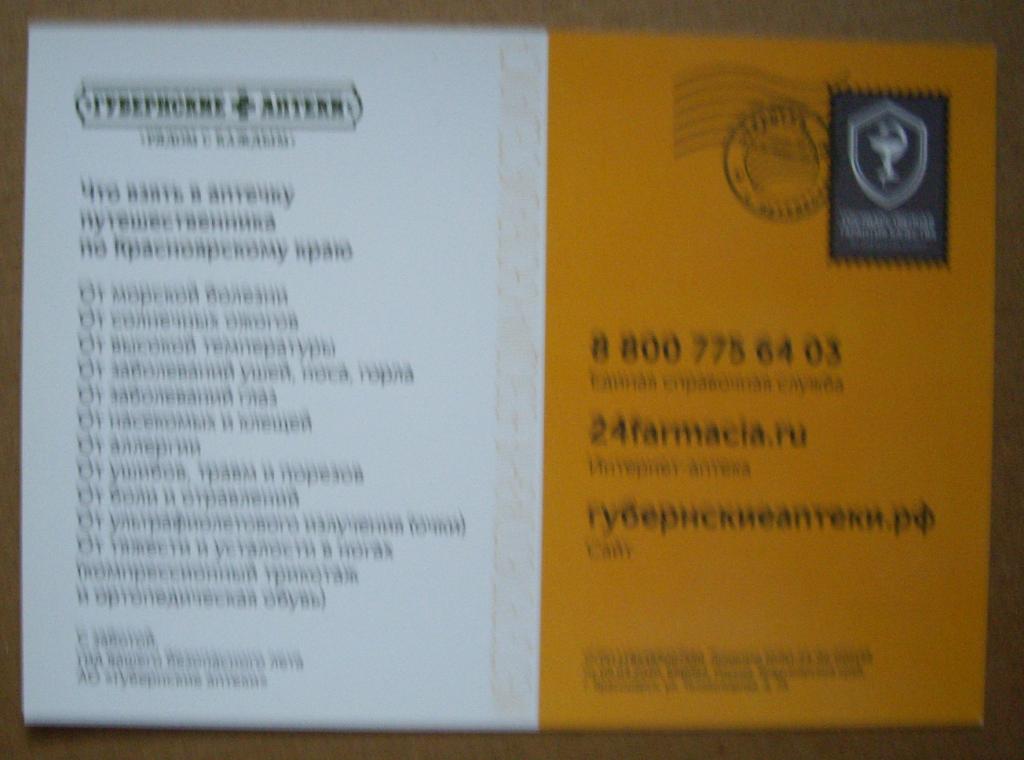 ГУБЕРНСКИЕ АПТЕКИ
«РЯДОМ С КАЖДЫМ»
Что взять в аптечку
путешественника
по Красноярскому краю
От морской болезни
От солнечных ожогов
От высокой температуры
От заболеваний ушей, носа, горла
От заболеваний глаз
От насекомых и клещей
От аллергии
От ушибов, травм и порезов
От боли и отравлений
От ультрафиолетового излучения (очки)
От тяжести и усталости в ногах
(компрессионный трикотаж
и ортопедическая обувь)
С заботой,
для вашего безопасного лета
АО «Губернские аптеки»
8 800 775 64 03
Единая справочная служба
24farmacia.ru
Интернет-аптека
губернскиеаптеки.рф
Сайт